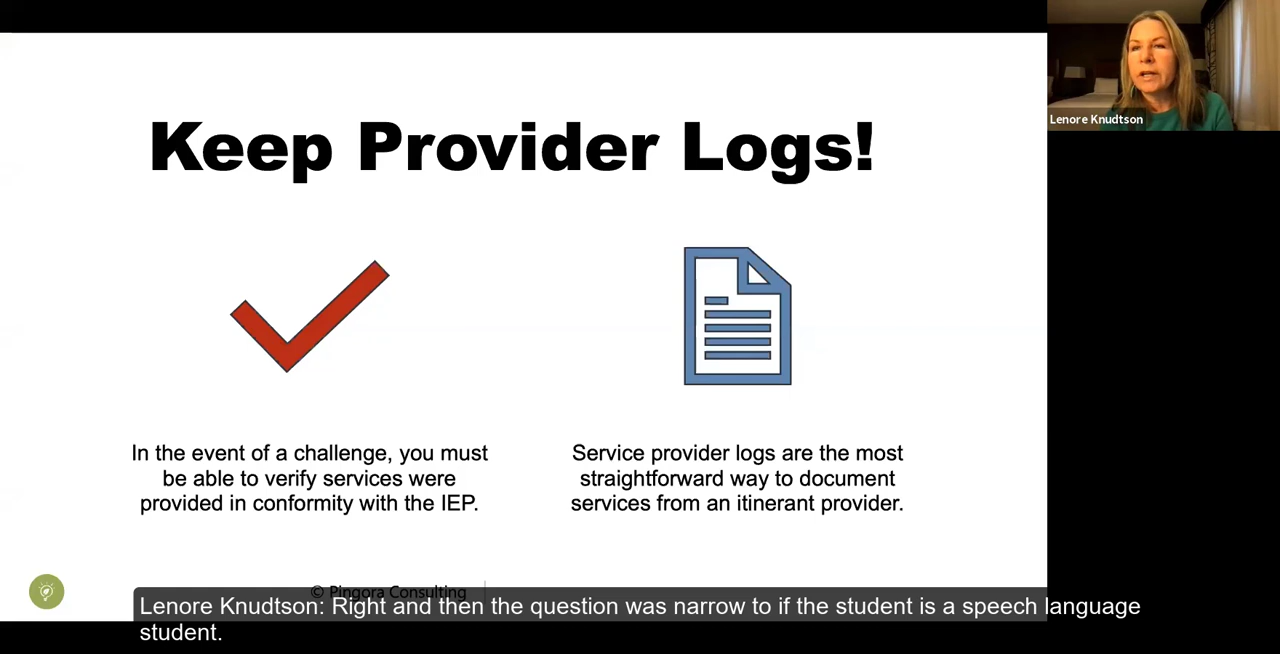 Keep Provider Logs!
Lenore Knudtson
In the event of a challenge, you must
be able to verify services were
provided in conformity with the IEP.
Service provider logs are the most
straightforward way to document
services from an itinerant provider.
© Pingora Consulting
Lenore Knudtson: Right and then the question was narrow to if the student is a speech language
student.